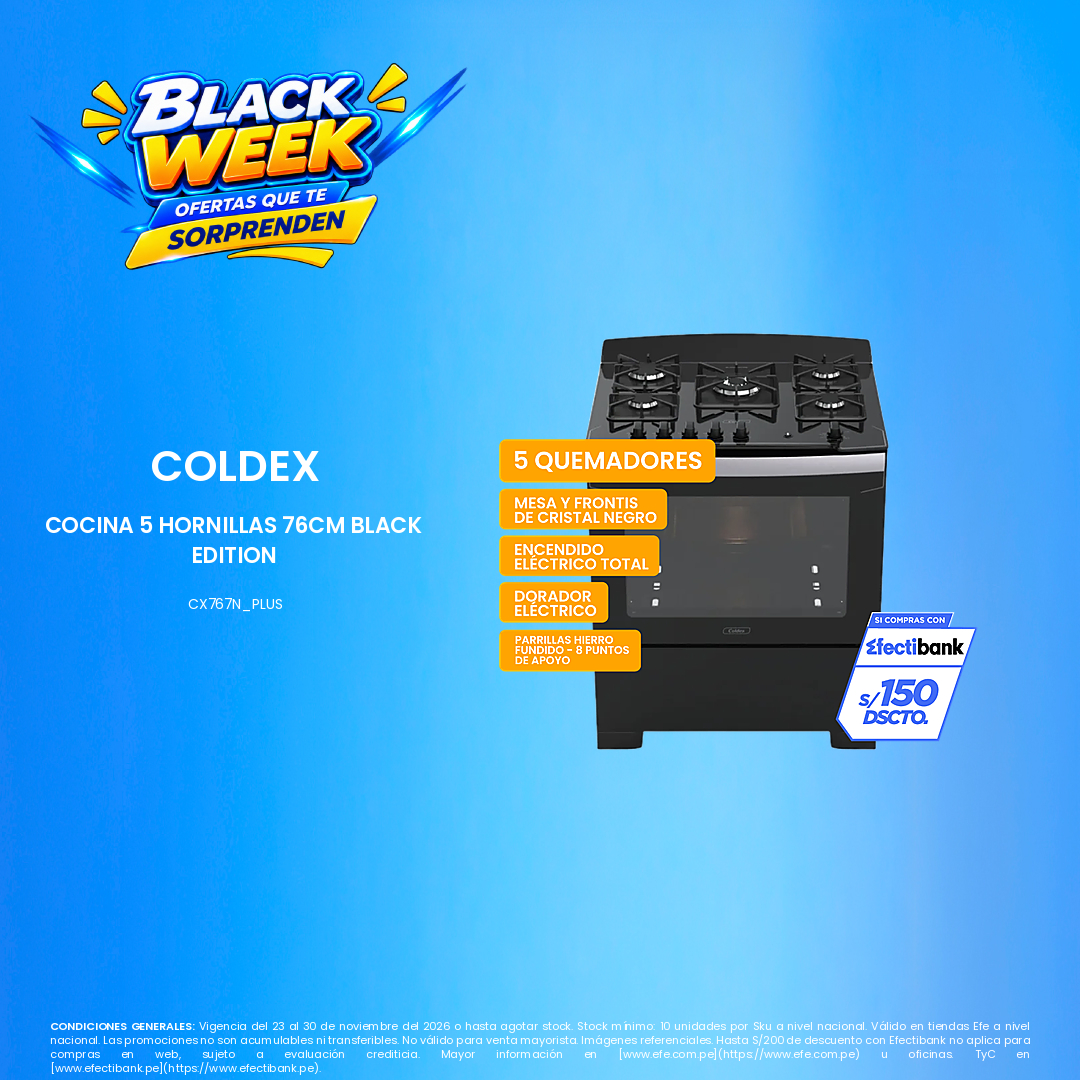 BLACK
WEEK
OFERTAS QUE TE
SORPRENDEN
COLDEX
COCINA 5 HORNILLAS 76CM BLACK
EDITION
CX767N_PLUS
5 QUEMADORES
MESA Y FRONTIS
DE CRISTAL NEGRO
ENCENDIDO
ELÉCTRICO TOTAL
DORADOR
ELÉCTRICO
PARRILLAS HIERRO
FUNDIDO - 8 PUNTOS
DE APOYO
Coldex
SI COMPRAS CON
Efectibank
S/150
DSCTO.
CONDICIONES GENERALES: Vigencia del 23 al 30 de noviembre del 2026 o hasta agotar stock. Stock mínimo: 10 unidades por Sku a nivel nacional. Válido en tiendas Efe a nivel
nacional. Las promociones no son acumulables ni transferibles. No válido para venta mayorista. Imágenes referenciales. Hasta S/200 de descuento con Efectibank no aplica para
compras en web, sujeto a evaluación crediticia. Mayor información en [www.efe.com.pe](https://www.efe.com.pe) u oficinas. TyC en
[www.efectibank.pe](https://www.efectibank.pe).